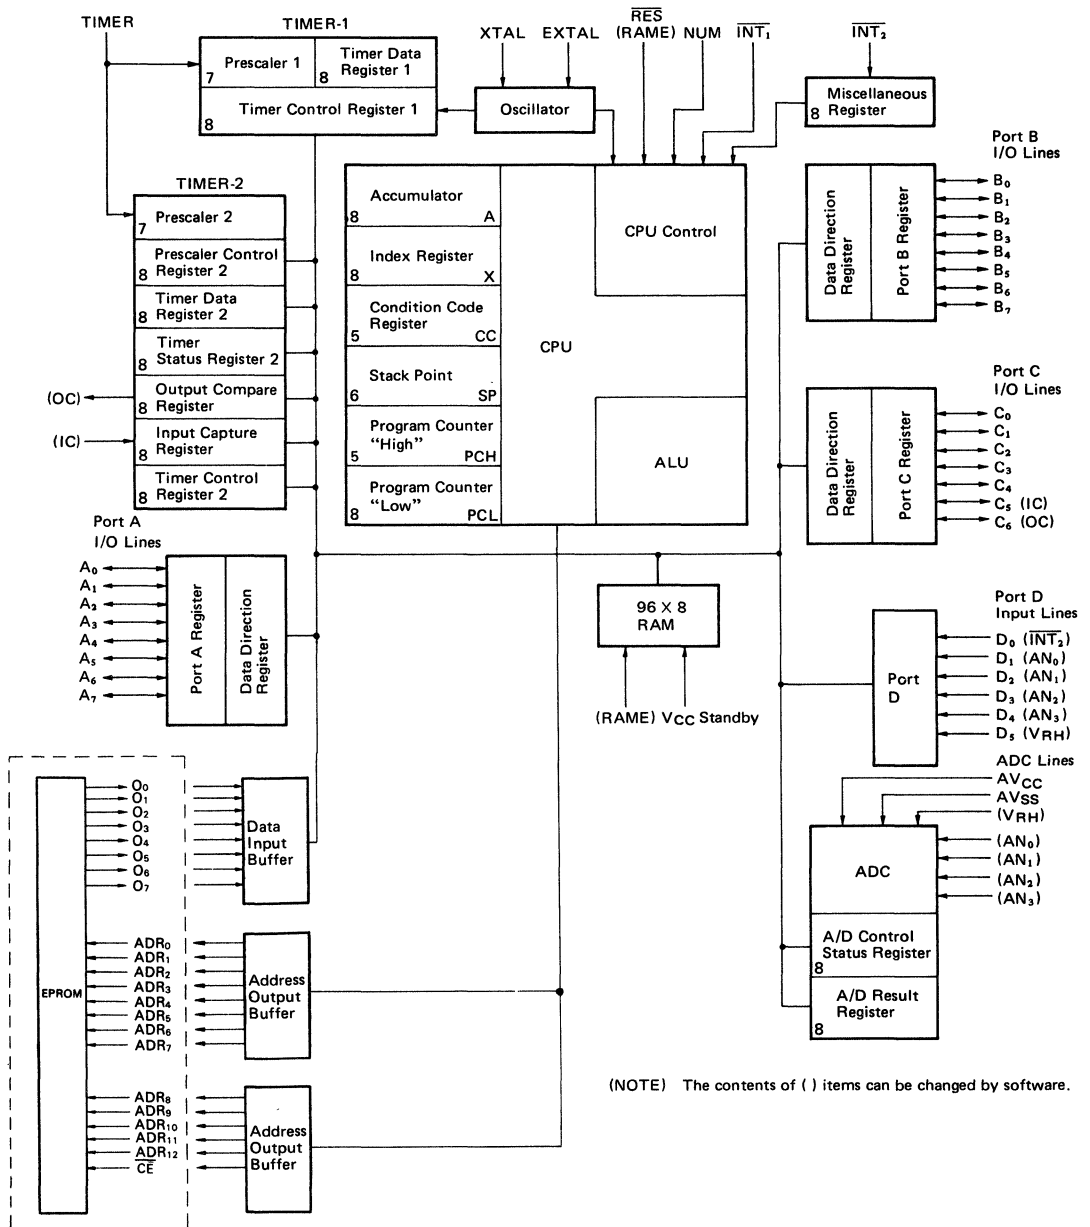 TIMER
TIMER-1
Prescaler 1
7
Timer Data
Register 1
8
Timer Control Register 1
8
XTAL
EXTAL
Oscillator
RES
(RAME)
NUM
INT₁
INT₂
Miscellaneous
Register
8
TIMER-2
Prescaler 2
7
Prescaler Control
Register 2
8
Timer Data
Register 2
8
Timer
Status Register 2
8
(OC)
Output Compare
Register
8
(IC)
Input Capture
Register
8
Timer Control
Register 2
8
Accumulator
8 A
Index Register
8 X
Condition Code
Register
5 CC
Stack Point
6 SP
Program Counter
"High"
5 PCH
Program Counter
"Low"
8 PCL
CPU Control
CPU
ALU
Port B
I/O Lines
Data Direction
Register
Port B Register
B₀
B₁
B₂
B₃
B₄
B₅
B₆
B₇
Port C
I/O Lines
Data Direction
Register
Port C Register
C₀
C₁
C₂
C₃
C₄
C₅ (IC)
C₆ (OC)
Port A
I/O Lines
A₀
A₁
A₂
A₃
A₄
A₅
A₆
A₇
Port A Register
Data Direction
Register
96 X 8
RAM
(RAME) VCC Standby
Port D
Input Lines
Port
D
D₀ (INT₂)
D₁ (AN₀)
D₂ (AN₁)
D₃ (AN₂)
D₄ (AN₃)
D₅ (VRH)
ADC Lines
AVCC
AVSS
(VRH)
(AN₀)
(AN₁)
(AN₂)
(AN₃)
ADC
A/D Control
Status Register
8
A/D Result
Register
8
EPROM
O₀
O₁
O₂
O₃
O₄
O₅
O₆
O₇
Data
Input
Buffer
ADR₀
ADR₁
ADR₂
ADR₃
ADR₄
ADR₅
ADR₆
ADR₇
Address
Output
Buffer
ADR₈
ADR₉
ADR₁₀
ADR₁₁
ADR₁₂
CE
Address
Output
Buffer
(NOTE) The contents of ( ) items can be changed by software.